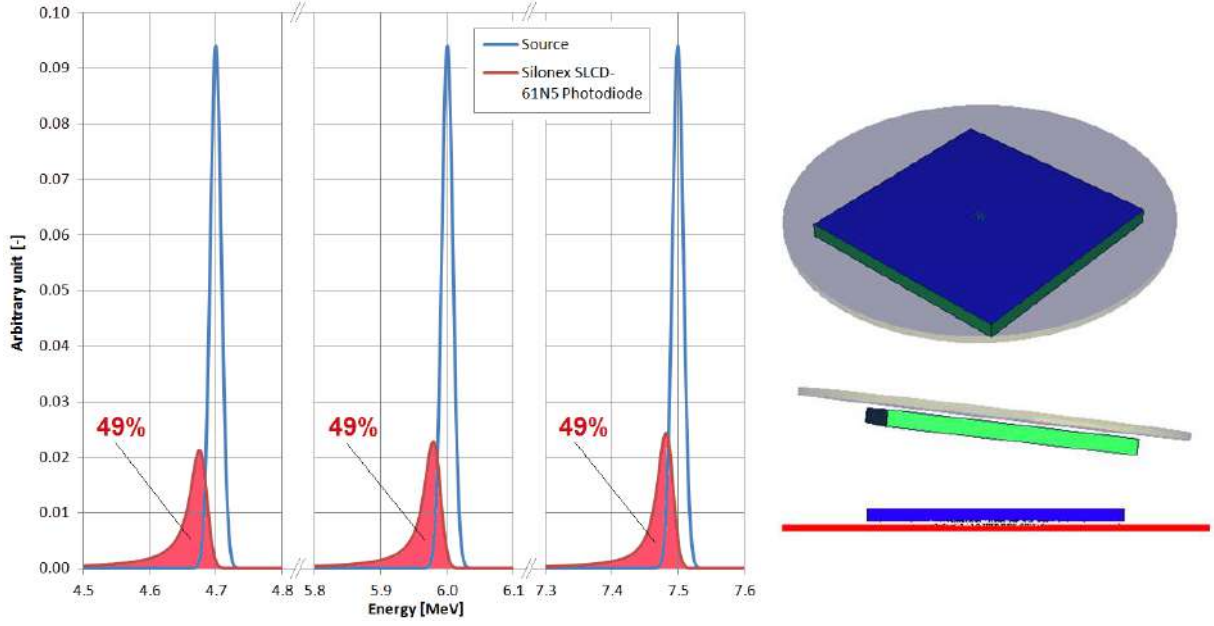 0.10
0.09
0.08
0.07
0.06
0.05
0.04
0.03
0.02
0.01
0.00
Arbitrary unit [-]
Source
Silonex SLCD-
61N5 Photodiode
49%
49%
49%
4.5 4.6 4.7 4.8 5.8 5.9 6.0 6.1 7.3 7.4 7.5 7.6
Energy [MeV]